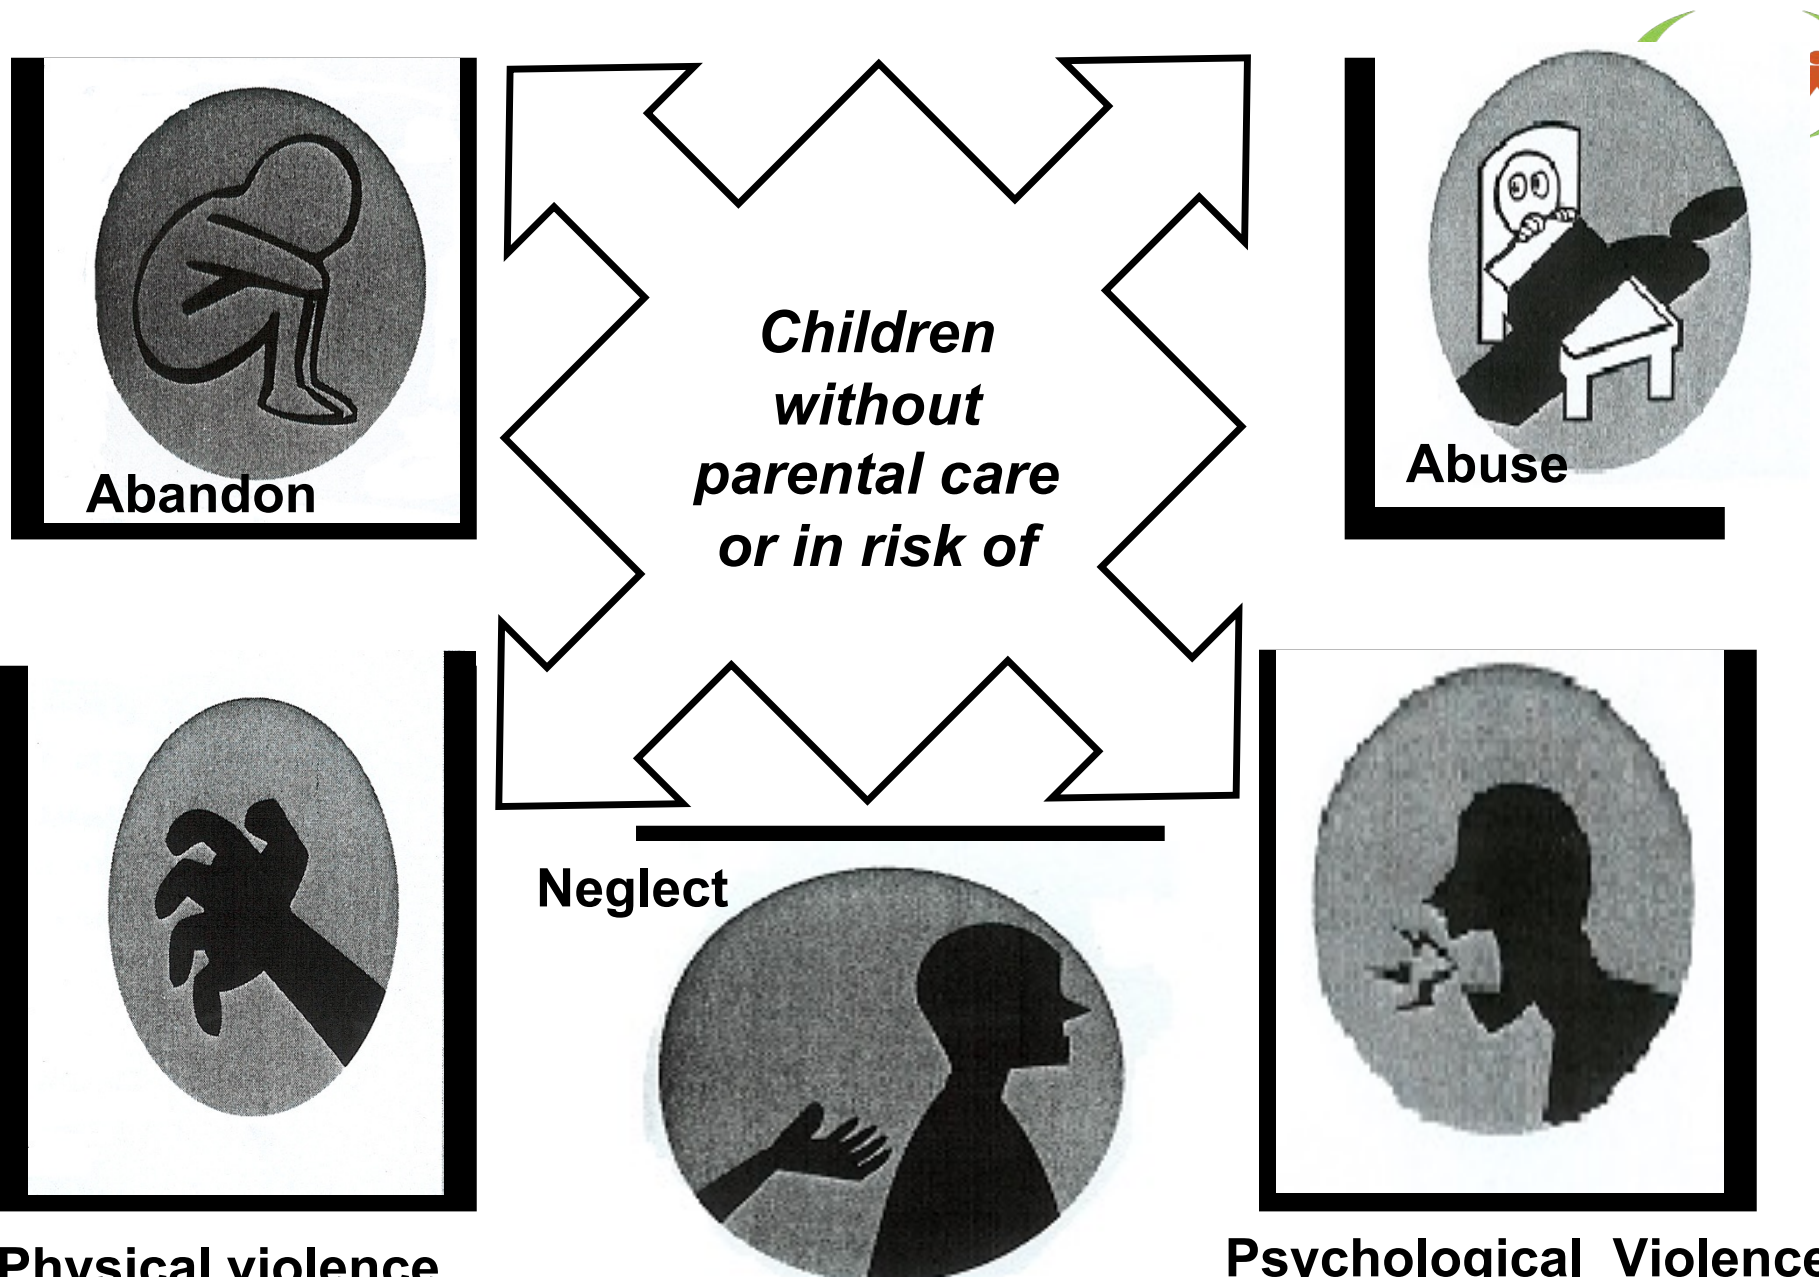 Children
without
parental care
or in risk of
Abandon
Abuse
Neglect
Physical violence
Psychological Violence